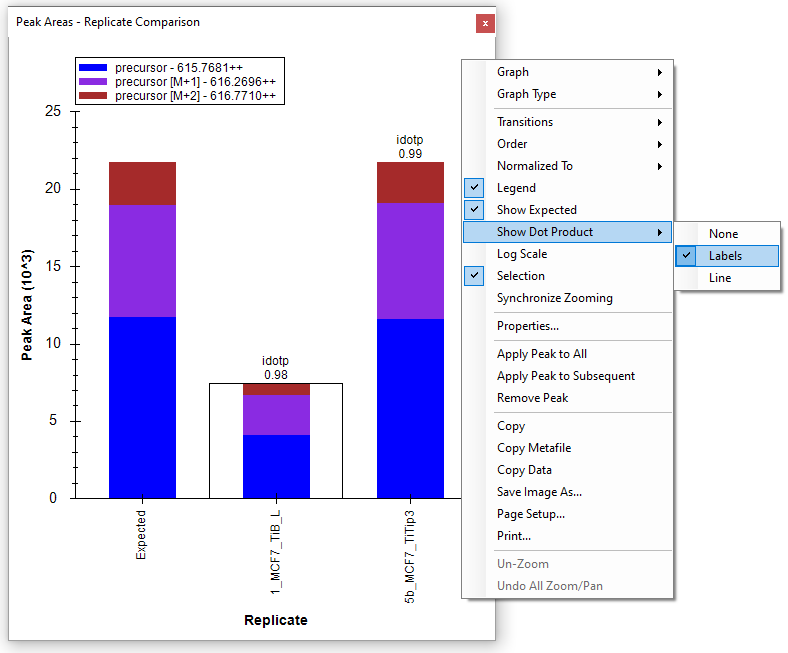 Peak Areas - Replicate Comparison
x
precursor - 615.7681++
precursor [M+1] - 616.2696++
precursor [M+2] - 616.7710++
Peak Area (10^3)
25
20
15
10
5
0
idotp
0.98
idotp
0.99
Expected
1_MCF7_TiB_L
5b_MCF7_TiTip3
Replicate
Graph
Graph Type
Transitions
Order
Normalized To
Legend
Show Expected
Show Dot Product
Log Scale
Selection
Synchronize Zooming
Properties...
Apply Peak to All
Apply Peak to Subsequent
Remove Peak
Copy
Copy Metafile
Copy Data
Save Image As...
Page Setup...
Print...
Un-Zoom
Undo All Zoom/Pan
None
Labels
Line